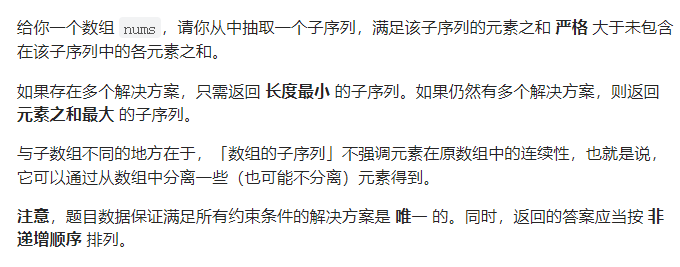 给你一个数组 nums，请你从中抽取一个子序列，满足该子序列的元素之和 严格 大于未包含
在该子序列中的各元素之和。
如果存在多个解决方案，只需返回 长度最小 的子序列。如果仍然有多个解决方案，则返回
元素之和最大 的子序列。
与子数组不同的地方在于，「数组的子序列」不强调元素在原数组中的连续性，也就是说，
它可以通过从数组中分离一些（也可能不分离）元素得到。
注意，题目数据保证满足所有约束条件的解决方案是 唯一 的。同时，返回的答案应当按 非
递增顺序 排列。